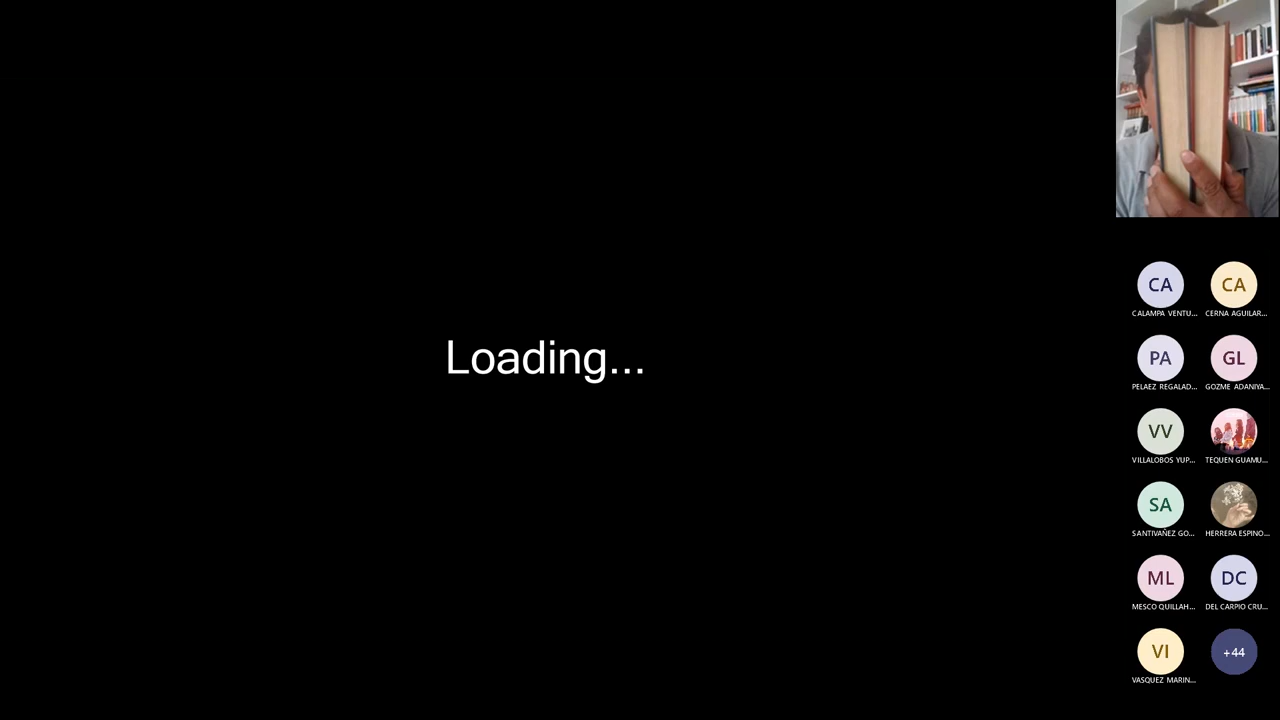 Loading...
CA
CA
CALAMPA VENTU...
CERNA AGUILAR...
PA
GL
PELAEZ REGALAD...
GOZME ADANIYA...
VV
VILLALOBOS YUP...
TEQUEN GUAMU...
SA
SANTIVAÑEZ GO...
HERRERA ESPINO...
ML
DC
MESCO QUILLAH...
DEL CARPIO CRU...
VI
+44
VASQUEZ MARIN...